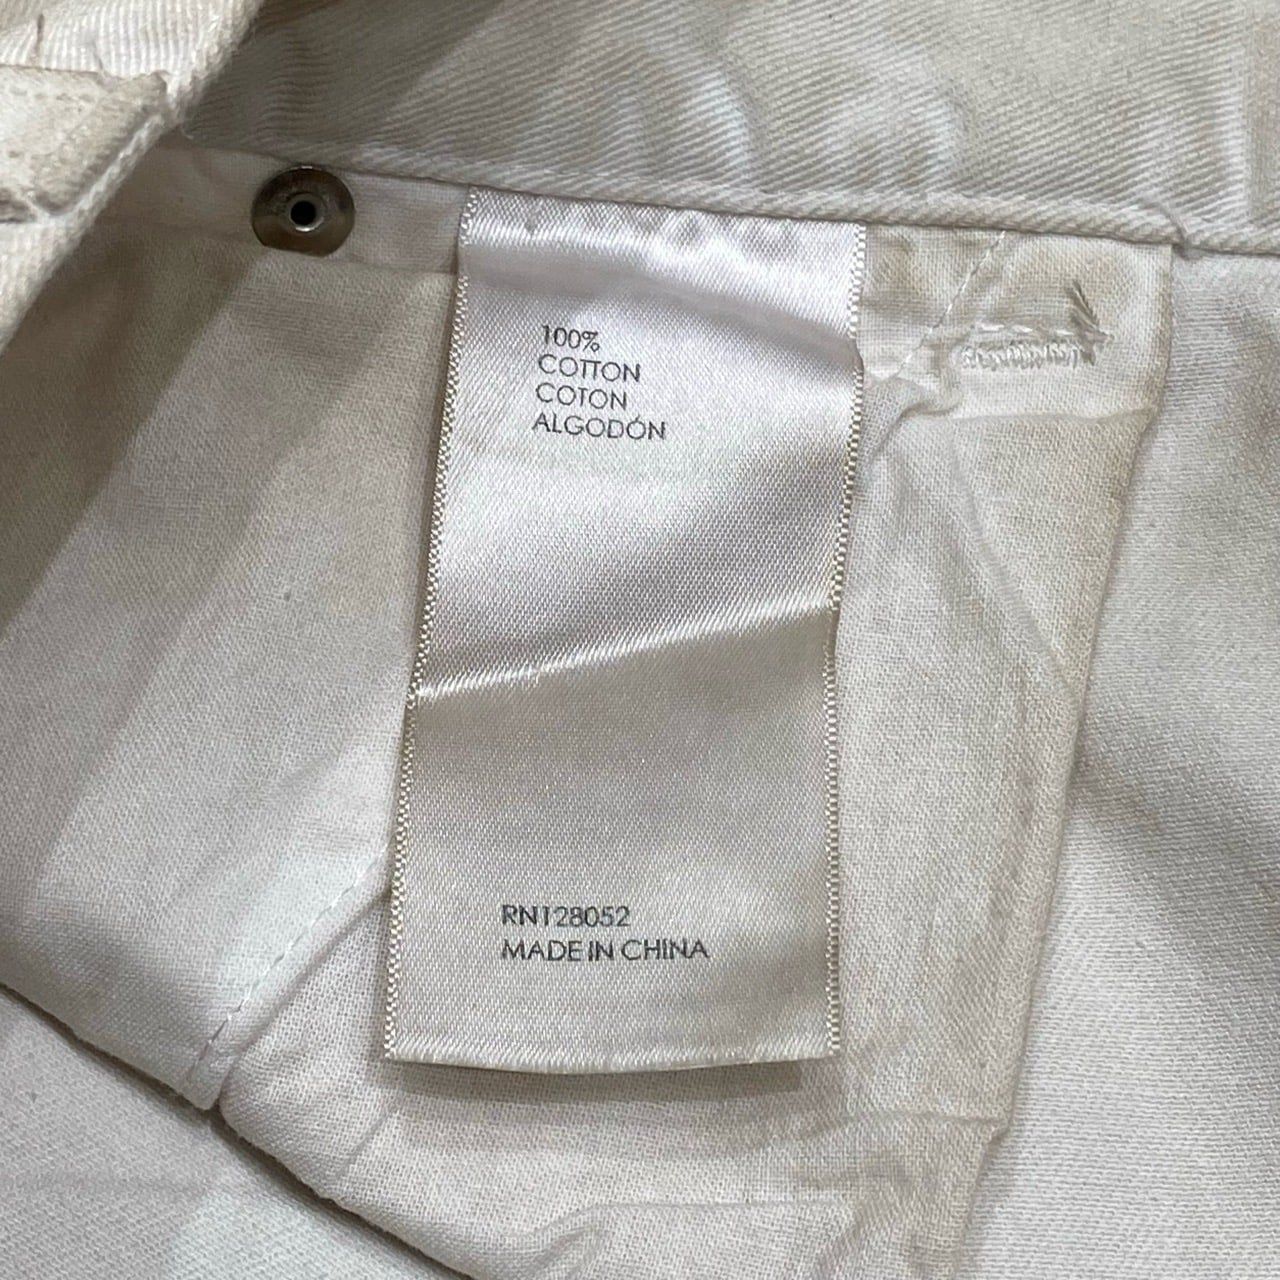 100%
COTTON
COTON
ALGODÓN
RN128052
MADE IN CHINA